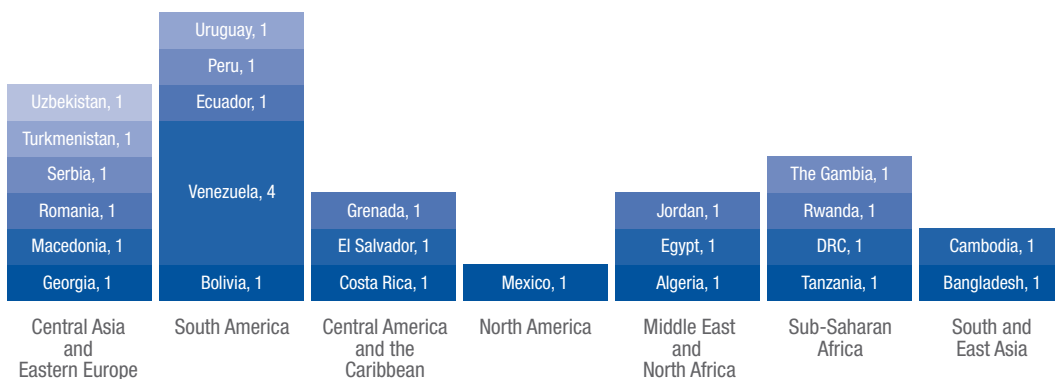 Uruguay, 1
Peru, 1
Uzbekistan, 1
Ecuador, 1
Turkmenistan, 1
Serbia, 1
Venezuela, 4
The Gambia, 1
Romania, 1
Grenada, 1
Jordan, 1
Rwanda, 1
Macedonia, 1
El Salvador, 1
Egypt, 1
DRC, 1
Cambodia, 1
Georgia, 1
Bolivia, 1
Costa Rica, 1
Mexico, 1
Algeria, 1
Tanzania, 1
Bangladesh, 1
Central Asia
and
Eastern Europe
South America
Central America
and the
Caribbean
North America
Middle East
and
North Africa
Sub-Saharan
Africa
South and
East Asia